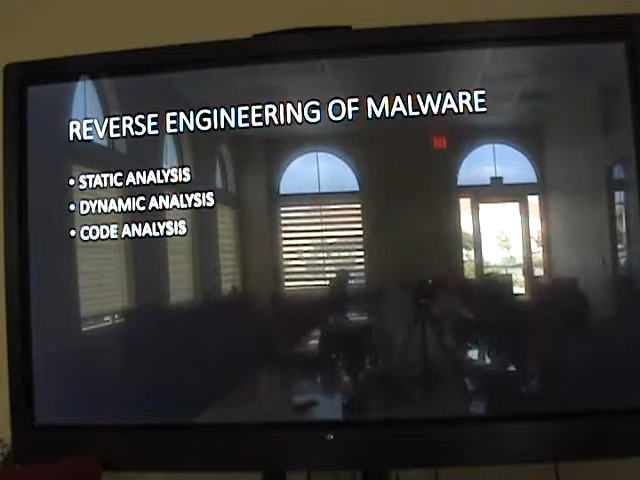 REVERSE ENGINEERING OF MALWARE
• STATIC ANALYSIS
• DYNAMIC ANALYSIS
• CODE ANALYSIS